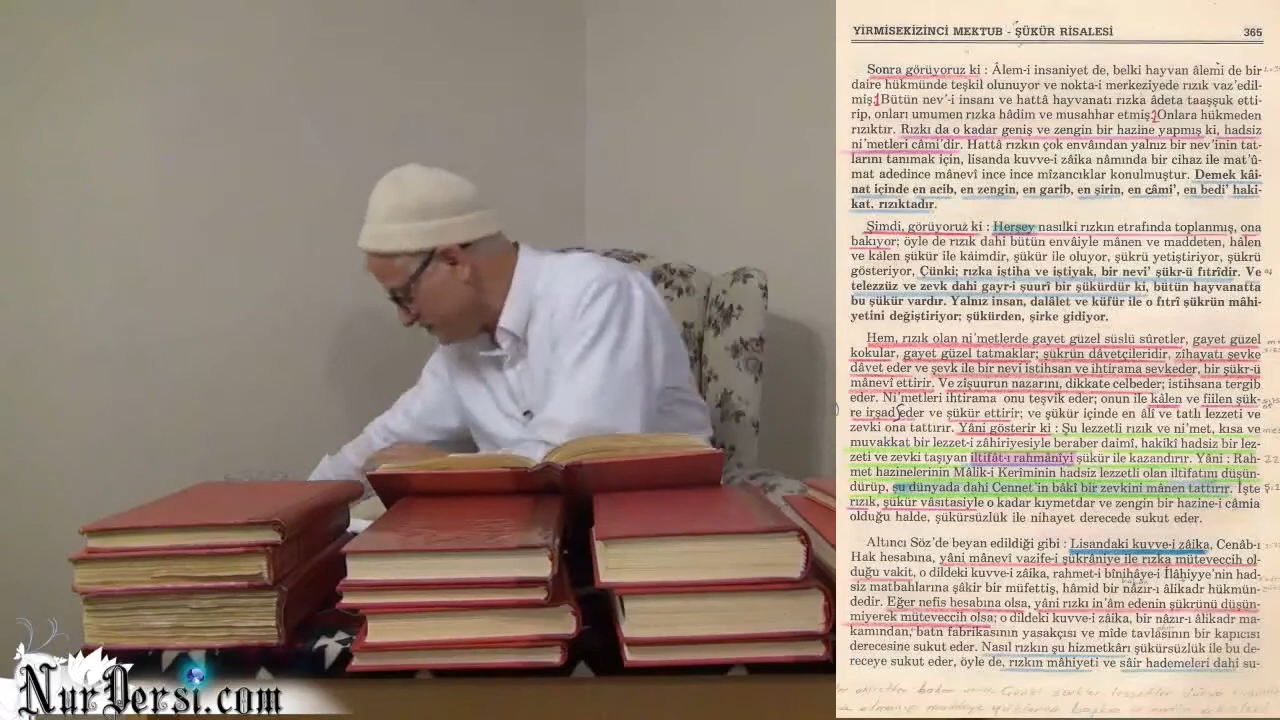 YİRMİSEKİZİNCİ MEKTUB - ŞÜKÜR RİSALESİ 365
Sonra görüyoruz ki : Âlem-i insaniyet de, belki hayvan âlemi de bir
daire hükmünde teşkil olunuyor ve nokta-i merkeziyede rızık vaz'edil-
miş. Bütün nev'-i insanı ve hattâ hayvanatı rızka âdeta taaşşuk etti-
rip, onları umumen rızka hâdim ve musahhar etmiş. Onlara hükmeden
rızıktır. Rızkı da o kadar geniş ve zengin bir hazine yapmış ki, hadsiz
ni'metleri câmi'dir. Hattâ rızkın çok envâından yalnız bir nev'inin tat-
larını tanımak için, lisanda kuvve-i zâika nâmında bir cihaz ile mat'û-
mat adedince mânevî ince ince mîzancıklar konulmuştur. Demek kâi-
nat içinde en acib, en zengin, en garib, en şirin, en câmi', en bedi' haki-
kat, rızıktadır.
Şimdi, görüyoruz ki : Herşey nasılki rızkın etrafında toplanmış, ona
bakıyor; öyle de rızık dahi bütün envâiyle mânen ve maddeten, hâlen
ve kâlen şükür ile kâimdir, şükür ile oluyor, şükrü yetiştiriyor, şükrü
gösteriyor, Çünki; rızka iştiha ve iştiyak, bir nevi' şükr-ü fıtrîdir. Ve
telezzüz ve zevk dahi gayr-i şuurî bir şükürdür ki, bütün hayvanatta
bu şükür vardır. Yalnız insan, dalâlet ve küfür ile o fıtrî şükrün mâhi-
yetini değiştiriyor; şükürden, şirke gidiyor.
Hem, rızık olan ni'metlerde gayet güzel süslü sûretler, gayet güzel
kokular, gayet güzel tatmaklar; şükrün dâvetçileridir, zîhayatı şevke
dâvet eder ve şevk ile bir nevi istihsan ve ihtirama sevkeder, bir şükr-ü
mânevî ettirir. Ve zîşuurun nazarını, dikkate celbeder; istihsana tergib
eder. Ni'metleri ihtirama onu teşvik eder; onun ile kâlen ve fiilen şük-
re irşad eder ve şükür ettirir; ve şükür içinde en âlî ve tatlı lezzeti ve
zevki ona tattırır. Yâni gösterir ki : Şu lezzetli rızık ve ni'met, kısa ve
muvakkat bir lezzet-i zâhiriyesiyle beraber daimî, hakikî hadsiz bir lez-
zeti ve zevki taşıyan iltifât-ı rahmânîyi şükür ile kazandırır. Yâni : Rah-
met hazinelerinin Mâlik-i Kerîminin hadsiz lezzetli olan iltifatını düşün-
dürüp, şu dünyada dahi Cennet'in bâki bir zevkini mânen tattırır. İşte
rızık, şükür vâsıtasiyle o kadar kıymetdar ve zengin bir hazine-i câmia
olduğu halde, şükürsüzlük ile nihayet derecede sukut eder.
Altıncı Söz'de beyan edildiği gibi : Lisandaki kuvve-i zâika, Cenâb-ı
Hak hesabına, yâni mânevî vazife-i şükrâniye ile rızka müteveccih ol-
duğu vakit, o dildeki kuvve-i zâika, rahmet-i bînihâye-i İlâhiyye'nin had-
siz matbahlarına şâkir bir müfettiş, hâmid bir nâzır-ı âlikadr hükmün-
dedir. Eğer nefis hesabına olsa, yâni rızkı in'âm edenin şükrünü düşün-
miyerek müteveccih olsa; o dildeki kuvve-i zâika, bir nâzır-ı âlikadr ma-
kamından, batn fabrikasının yasakçısı ve mîde tavlasının bir kapıcısı
derecesine sukut eder. Nasıl rızkın şu hizmetkârı şükürsüzlük ile bu de-
receye sukut eder, öyle de, rızkın mâhiyeti ve sâir hademeleri dahi su-
NurDersi.com